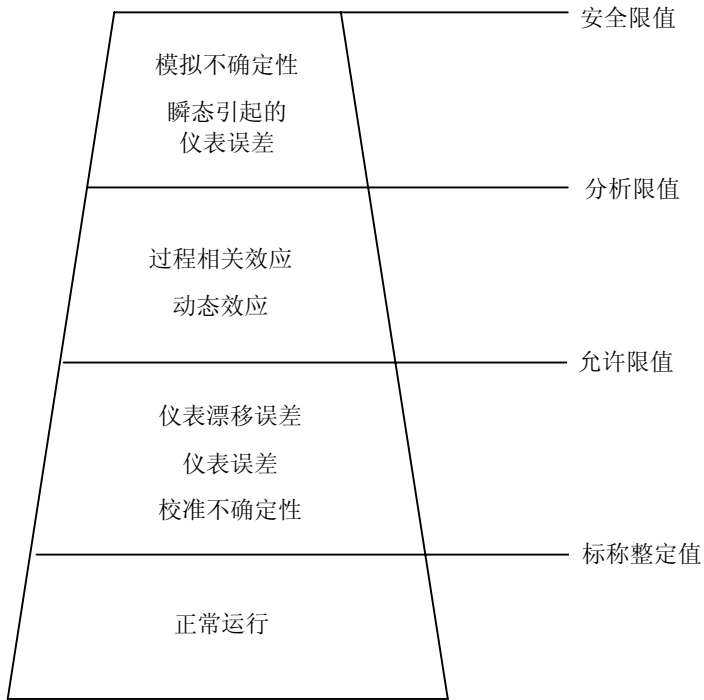 安全限值
模拟不确定性
瞬态引起的
仪表误差
分析限值
过程相关效应
动态效应
允许限值
仪表漂移误差
仪表误差
校准不确定性
标称整定值
正常运行